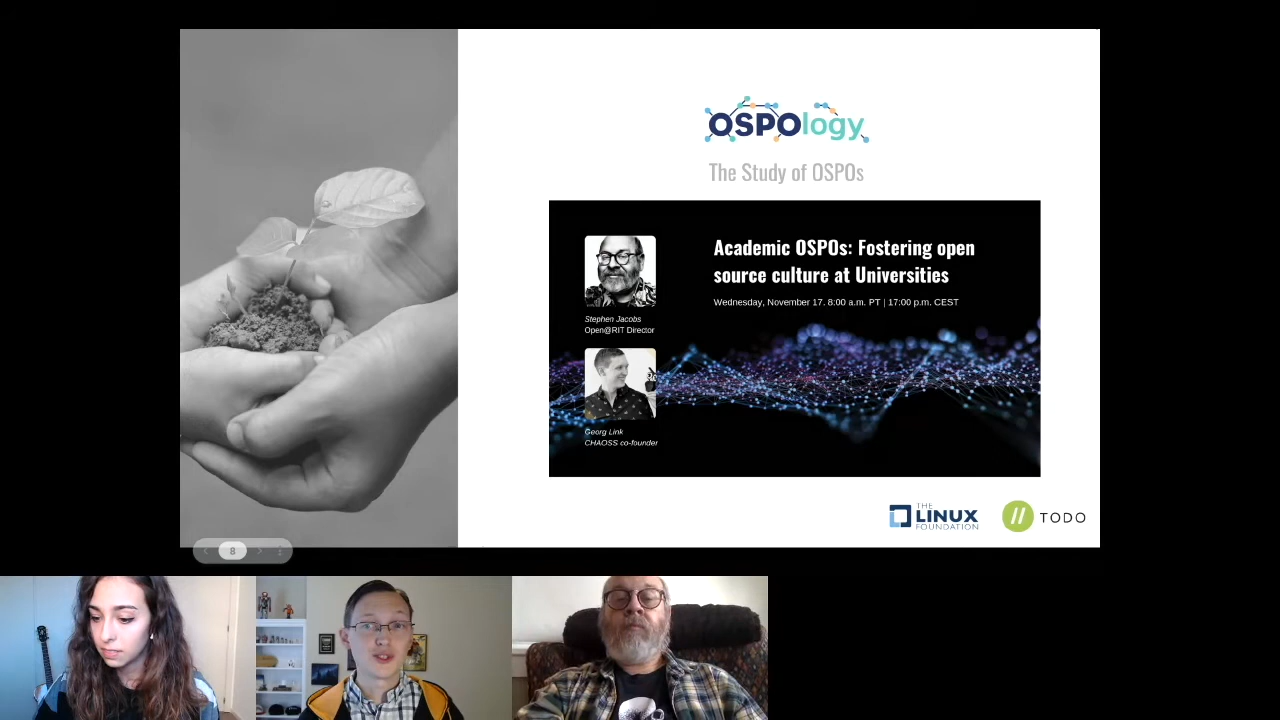 OSPOlogy
The Study of OSPOs
Academic OSPOs: Fostering open
source culture at Universities
Wednesday, November 17. 8:00 a.m. PT | 17:00 p.m. CEST
Stephen Jacobs
Open@RIT Director
Georg Link
CHAOSS co-founder
THE
LINUX
FOUNDATION
TODO
8